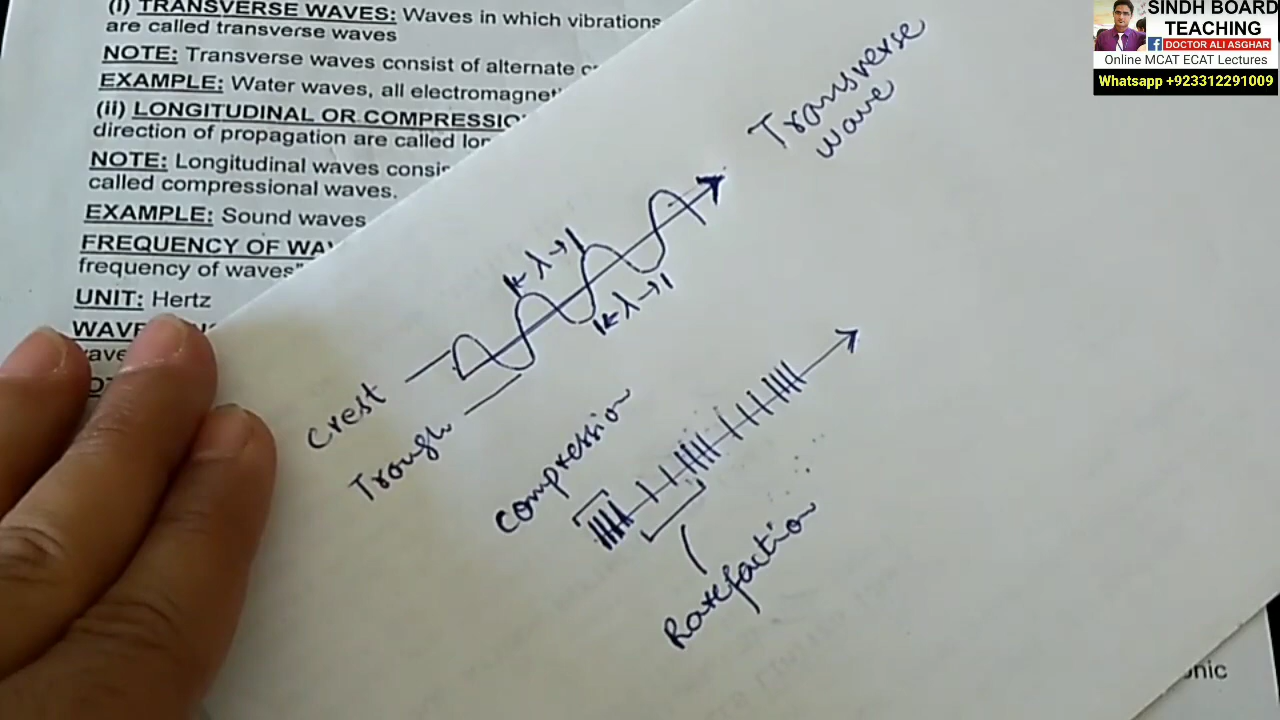 (i) TRANSVERSE WAVES: Waves in which vibrations
are called transverse waves
NOTE: Transverse waves consist of alternate
EXAMPLE: Water waves, all electromagnet
(ii) LONGITUDINAL OR COMPRESSIO
direction of propagation are called lon
NOTE: Longitudinal waves consis
called compressional waves.
EXAMPLE: Sound waves
FREQUENCY OF WAV
frequency of waves"
UNIT: Hertz
WAVE
wave
Transverse
wave
λ
λ
Crest
Trough
Compression
Rarefaction
SINDH BOARD
TEACHING
f DOCTOR ALI ASGHAR
Online MCAT ECAT Lectures
Whatsapp +923312291009
onic